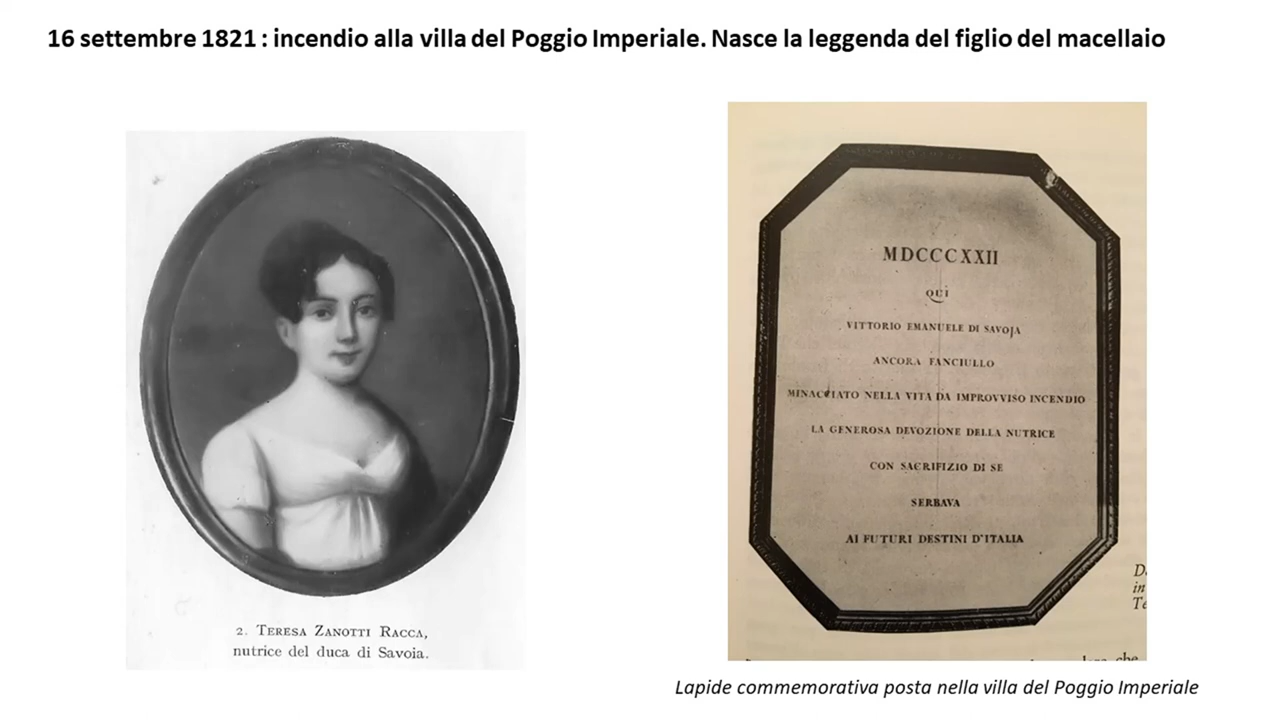 16 settembre 1821 : incendio alla villa del Poggio Imperiale. Nasce la leggenda del figlio del macellaio
2. Teresa Zanotti Racca,
nutrice del duca di Savoia.
MDCCCXXII
QUI
VITTORIO EMANUELE DI SAVOJA
ANCORA FANCIULLO
MINACCIATO NELLA VITA DA IMPROVVISO INCENDIO
LA GENEROSA DEVOZIONE DELLA NUTRICE
CON SACRIFIZIO DI SE
SERBAVA
AI FUTURI DESTINI D'ITALIA
in
che
Lapide commemorativa posta nella villa del Poggio Imperiale